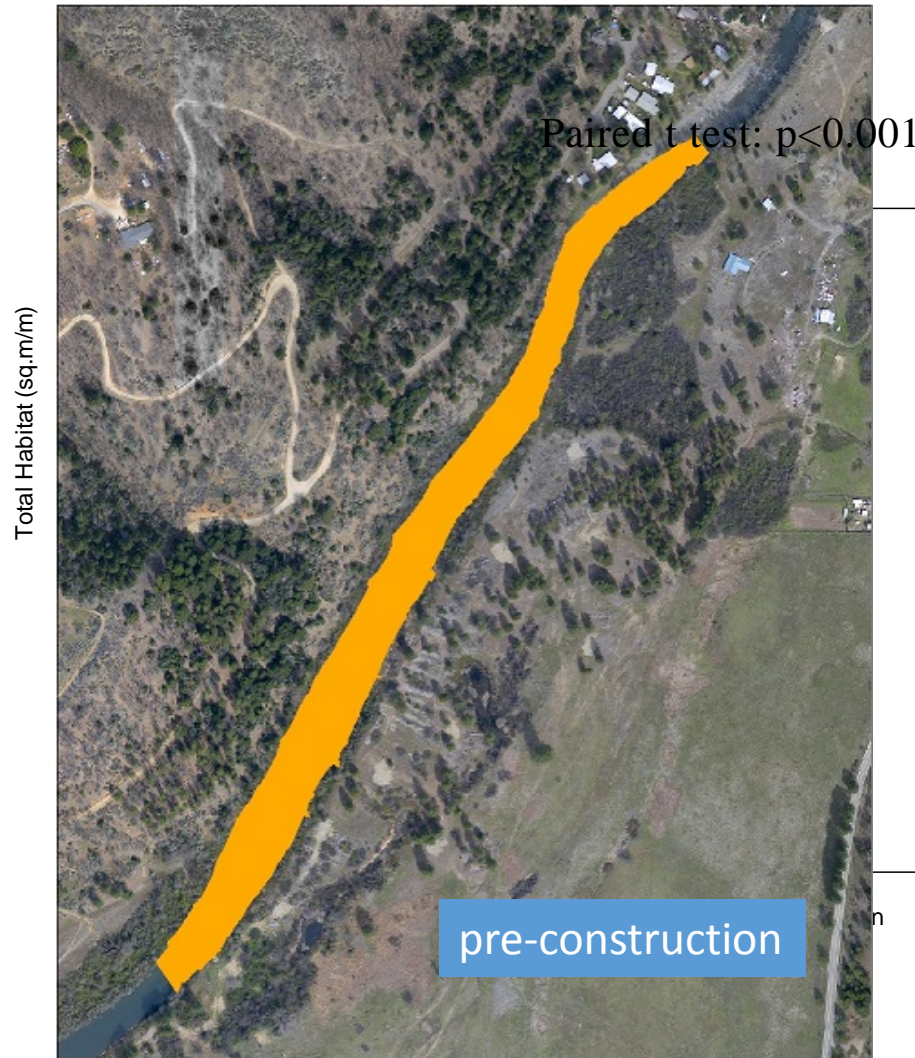 Paired t test: p<0.001
Total Habitat (sq.m/m)
n
pre-construction